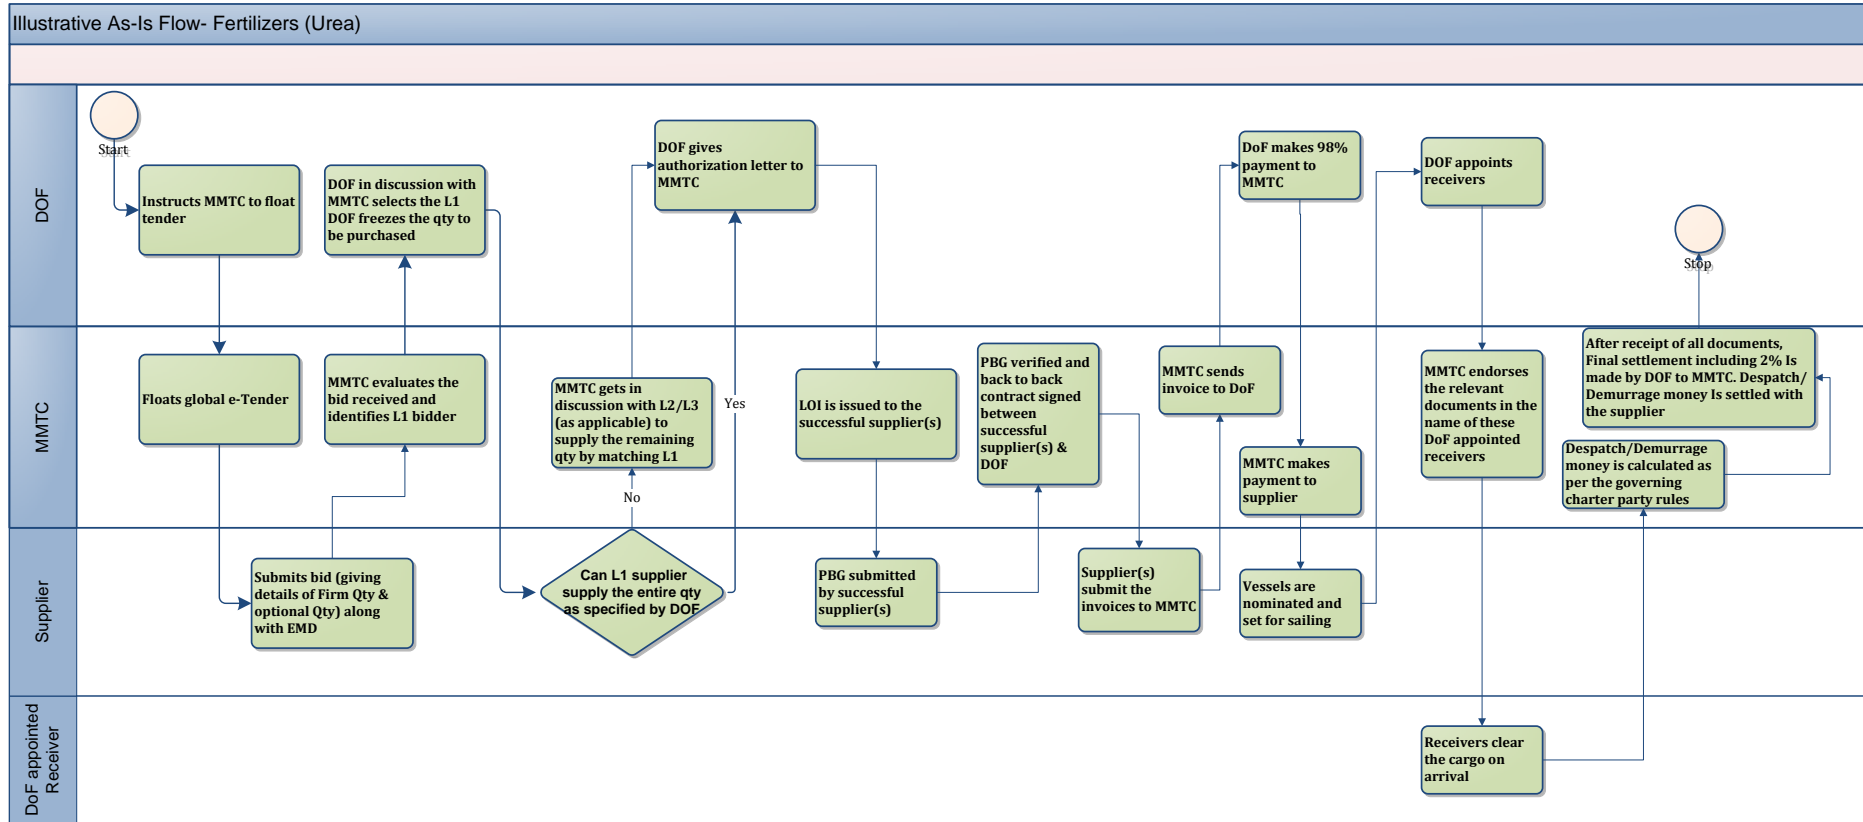 Illustrative As-Is Flow- Fertilizers (Urea)
DOF
Start
Instructs MMTC to float
tender
DOF in discussion with
MMTC selects the L1
DOF freezes the qty to
be purchased
DOF gives
authorization letter to
MMTC
DoF makes 98%
payment to
MMTC
DOF appoints
receivers
Stop
MMTC
Floats global e-Tender
MMTC evaluates the
bid received and
identifies L1 bidder
MMTC gets in
discussion with L2/L3
(as applicable) to
supply the remaining
qty by matching L1
No
Yes
LOI is issued to the
successful supplier(s)
PBG verified and
back to back
contract signed
between
successful
supplier(s) &
DOF
MMTC sends
invoice to DoF
MMTC makes
payment to
supplier
MMTC endorses
the relevant
documents in the
name of these
DoF appointed
receivers
After receipt of all documents,
Final settlement including 2% Is
made by DOF to MMTC. Despatch/
Demurrage money Is settled with
the supplier
Despatch/Demurrage
money is calculated as
per the governing
charter party rules
Supplier
Submits bid (giving
details of Firm Qty &
optional Qty) along
with EMD
Can L1 supplier
supply the entire qty
as specified by DOF
PBG submitted
by successful
supplier(s)
Supplier(s)
submit the
invoices to MMTC
Vessels are
nominated and
set for sailing
DoF appointed
Receiver
Receivers clear
the cargo on
arrival